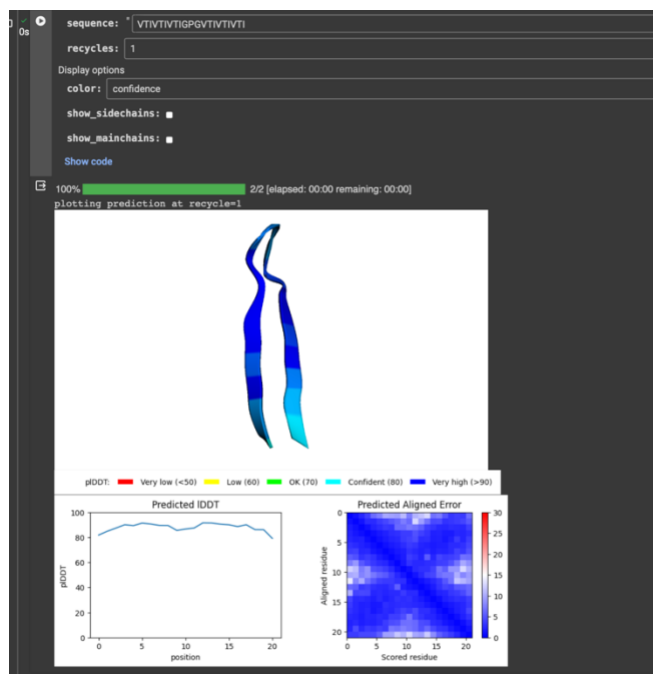 sequence: * VTIVTIVTIGPGVTIVTIVTI
0s
recycles: 1
Display options
color: confidence
show_sidechains:
show_mainchains:
Show code
100% 2/2 [elapsed: 00:00 remaining: 00:00]
plotting prediction at recycle=1
plDDT: Very low (<50) Low (60) OK (70) Confident (80) Very high (>90)
Predicted lDDT
100
80
60
40
20
0
plDDT
0 5 10 15 20
position
Predicted Aligned Error
0
5
10
15
20
Aligned residue
0 5 10 15 20
Scored residue
30
25
20
15
10
5
0